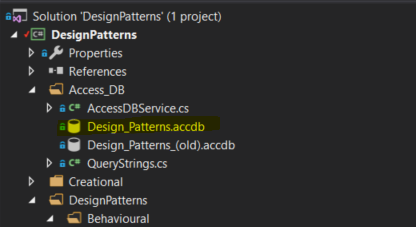 Solution 'DesignPatterns' (1 project)
C# DesignPatterns
Properties
References
Access_DB
C# AccessDBService.cs
Design_Patterns.accdb
Design_Patterns_(old).accdb
C# QueryStrings.cs
Creational
DesignPatterns
Behavioural